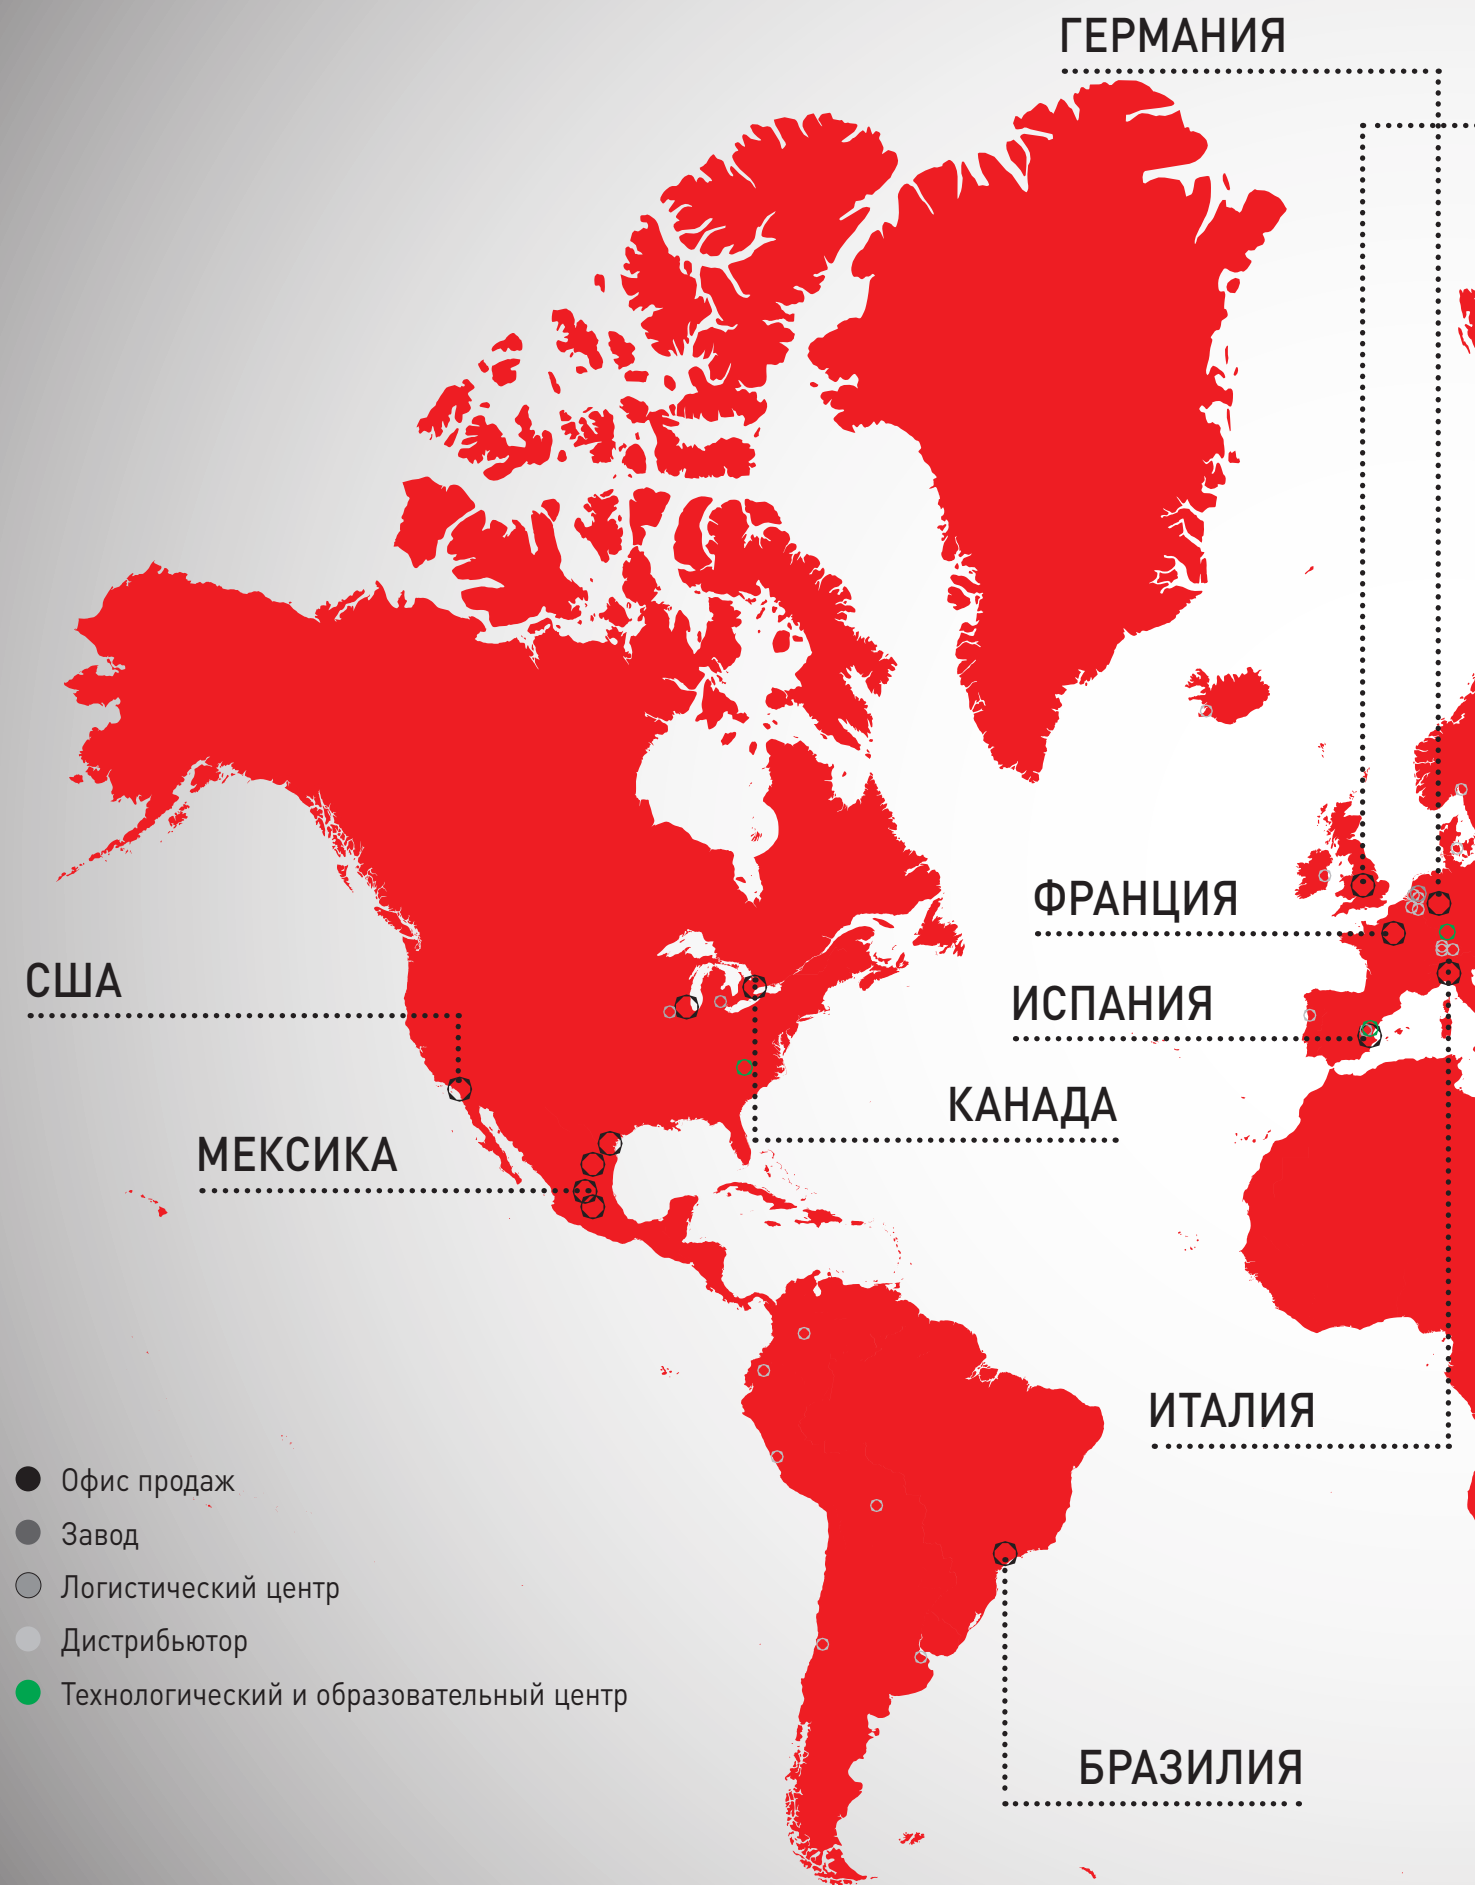 ГЕРМАНИЯ
ФРАНЦИЯ
США
ИСПАНИЯ
КАНАДА
МЕКСИКА
ИТАЛИЯ
Офис продаж
Завод
Логистический центр
Дистрибьютор
Технологический и образовательный центр
БРАЗИЛИЯ